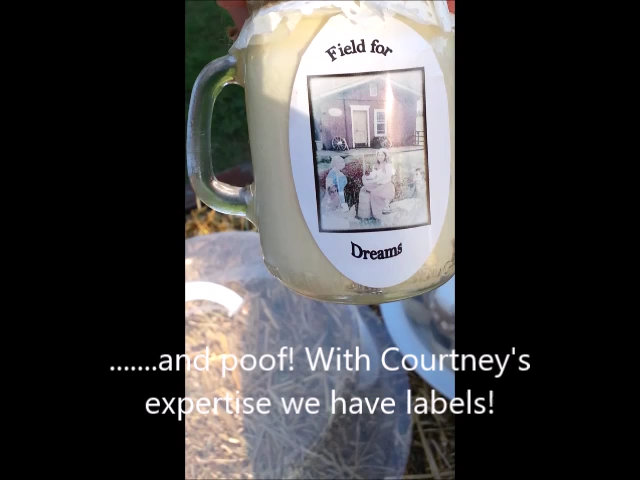 Field for
Dreams
.......and poof! With Courtney's
expertise we have labels!